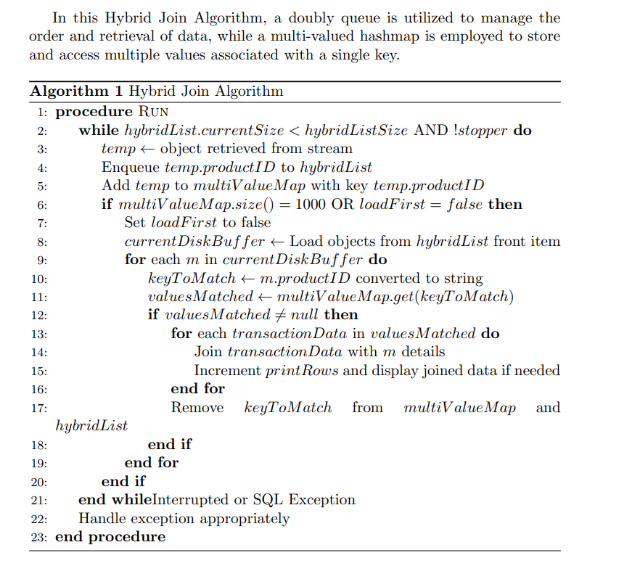 In this Hybrid Join Algorithm, a doubly queue is utilized to manage the
order and retrieval of data, while a multi-valued hashmap is employed to store
and access multiple values associated with a single key.
Algorithm 1 Hybrid Join Algorithm
1: procedure RUN
2: while hybridList.currentSize < hybridListSize AND !stopper do
3: temp ← object retrieved from stream
4: Enqueue temp.productID to hybridList
5: Add temp to multiValueMap with key temp.productID
6: if multiValueMap.size() = 1000 OR loadFirst = false then
7: Set loadFirst to false
8: currentDiskBuffer ← Load objects from hybridList front item
9: for each m in currentDiskBuffer do
10: keyToMatch ← m.productID converted to string
11: valuesMatched ← multiValueMap.get(keyToMatch)
12: if valuesMatched ≠ null then
13: for each transactionData in valuesMatched do
14: Join transactionData with m details
15: Increment printRows and display joined data if needed
16: end for
17: Remove keyToMatch from multiValueMap and
hybridList
18: end if
19: end for
20: end if
21: end whileInterrupted or SQL Exception
22: Handle exception appropriately
23: end procedure